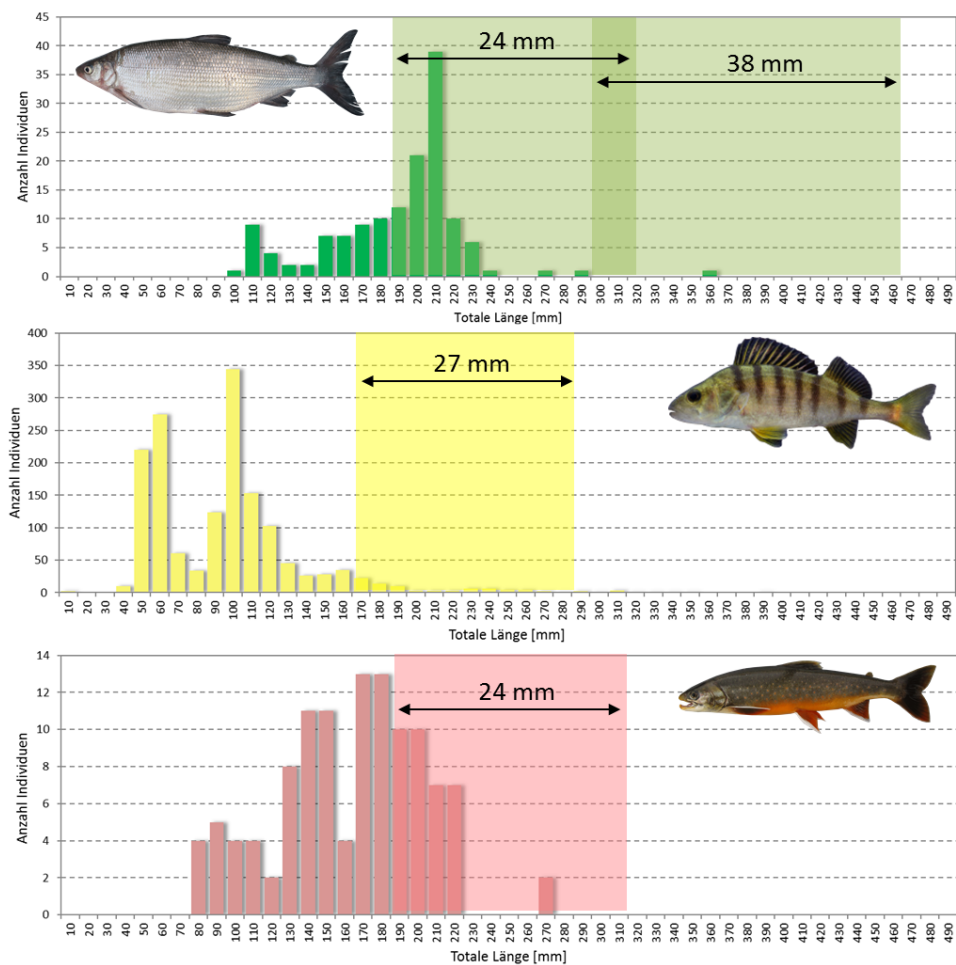 45
40
35
30
25
20
15
10
5
0
Anzahl Individuen
24 mm
38 mm
10 20 30 40 50 60 70 80 90 100 110 120 130 140 150 160 170 180 190 200 210 220 230 240 250 260 270 280 290 300 310 320 330 340 350 360 370 380 390 400 410 420 430 440 450 460 470 480 490
Totale Länge [mm]
400
350
300
250
200
150
100
50
0
Anzahl Individuen
27 mm
10 20 30 40 50 60 70 80 90 100 110 120 130 140 150 160 170 180 190 200 210 220 230 240 250 260 270 280 290 300 310 320 330 340 350 360 370 380 390 400 410 420 430 440 450 460 470 480 490
Totale Länge [mm]
14
12
10
8
6
4
2
0
Anzahl Individuen
24 mm
10 20 30 40 50 60 70 80 90 100 110 120 130 140 150 160 170 180 190 200 210 220 230 240 250 260 270 280 290 300 310 320 330 340 350 360 370 380 390 400 410 420 430 440 450 460 470 480 490
Totale Länge [mm]